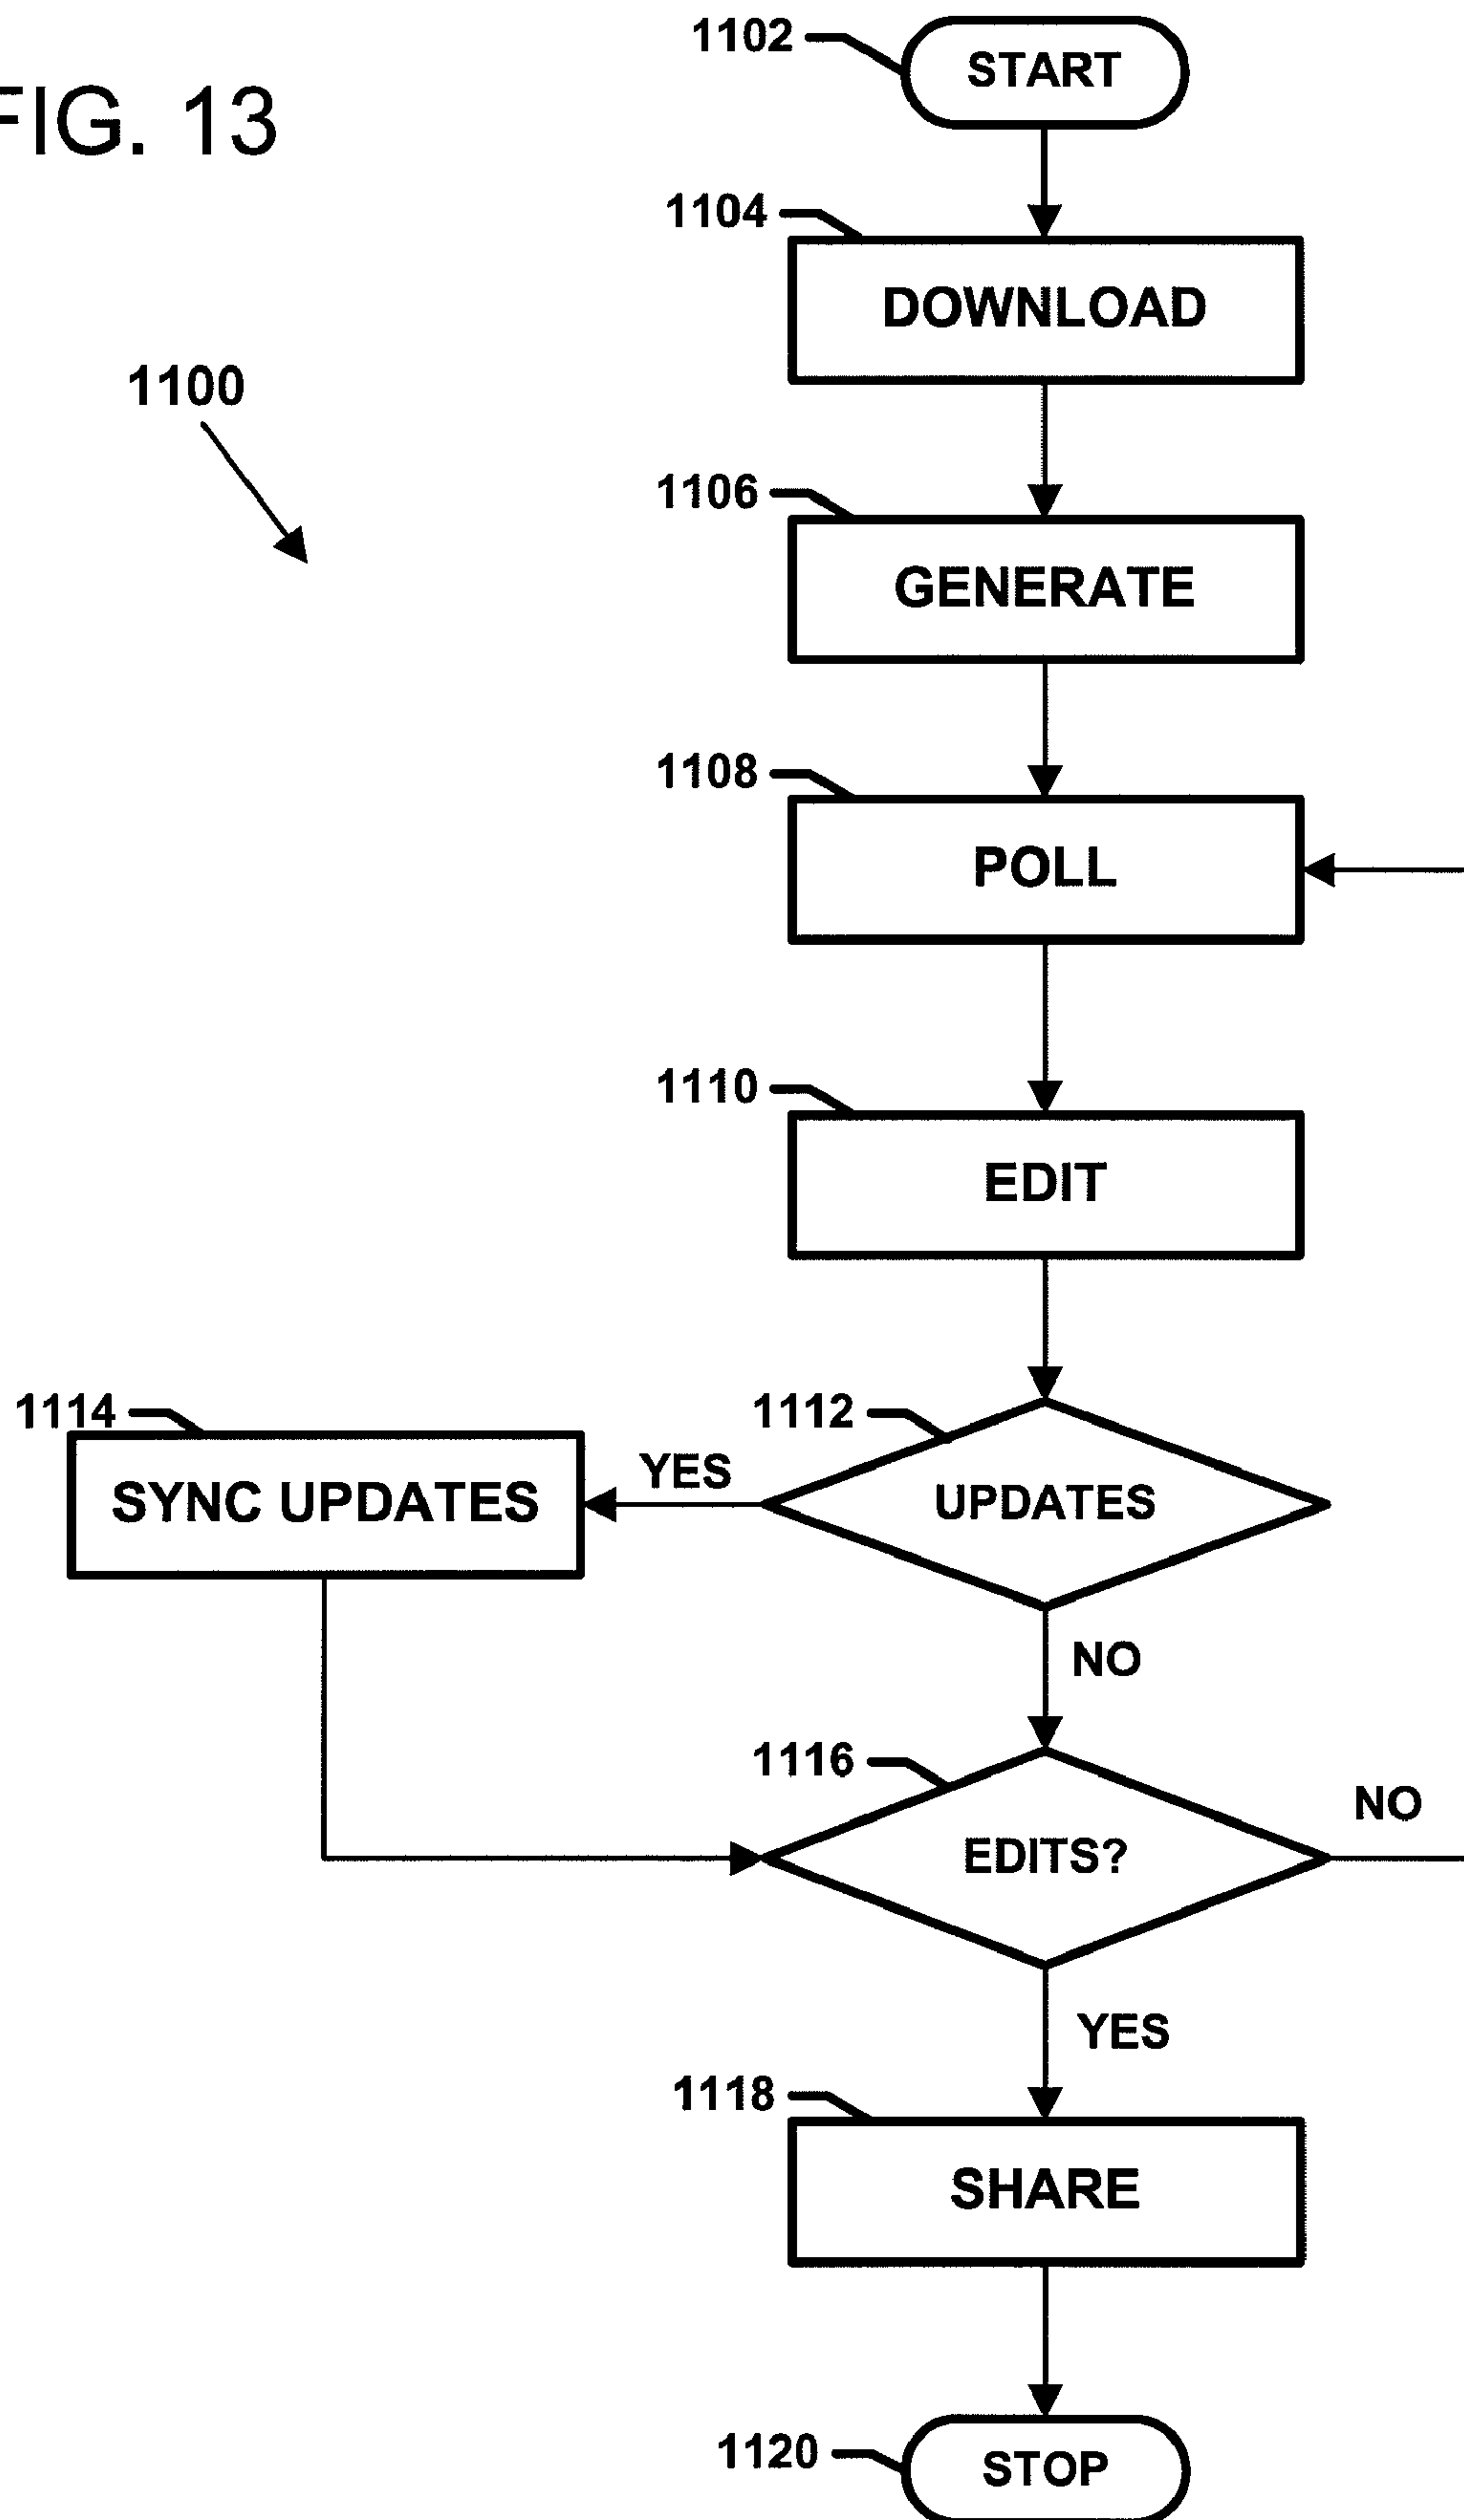 1102
START
FIG. 13
1104
DOWNLOAD
1100
1106
GENERATE
1108
POLL
1110
EDIT
1114
1112
SYNC UPDATES
YES
UPDATES
NO
1116
EDITS?
NO
YES
1118
SHARE
1120
STOP